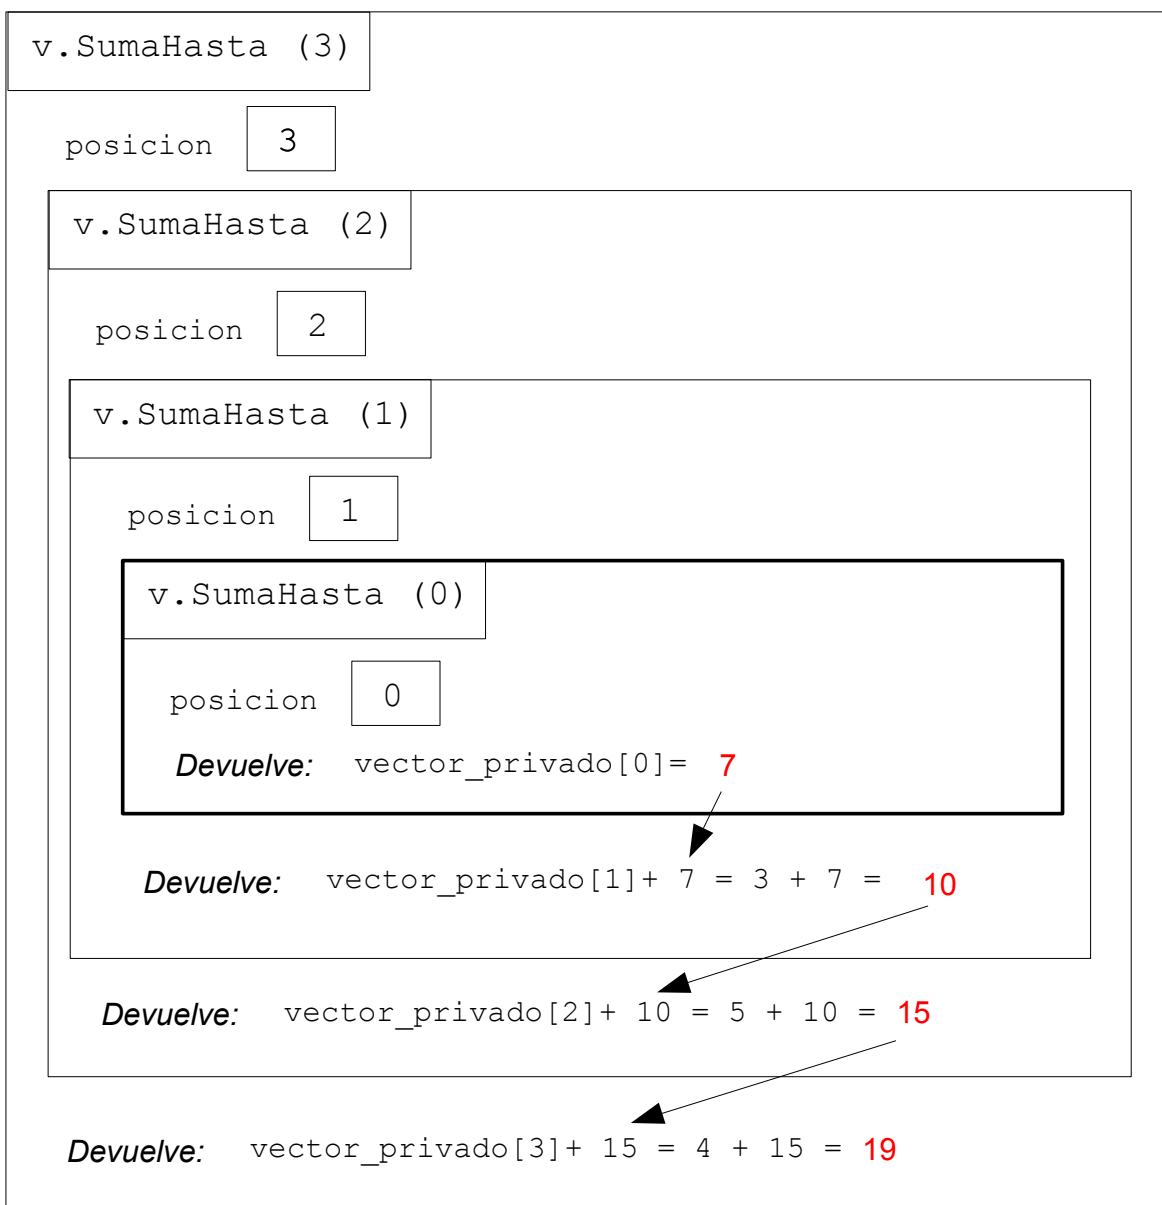 v.SumaHasta (3)
posicion 3
v.SumaHasta (2)
posicion 2
v.SumaHasta (1)
posicion 1
v.SumaHasta (0)
posicion 0
Devuelve: vector_privado[0]= 7
Devuelve: vector_privado[1]+ 7 = 3 + 7 = 10
Devuelve: vector_privado[2]+ 10 = 5 + 10 = 15
Devuelve: vector_privado[3]+ 15 = 4 + 15 = 19